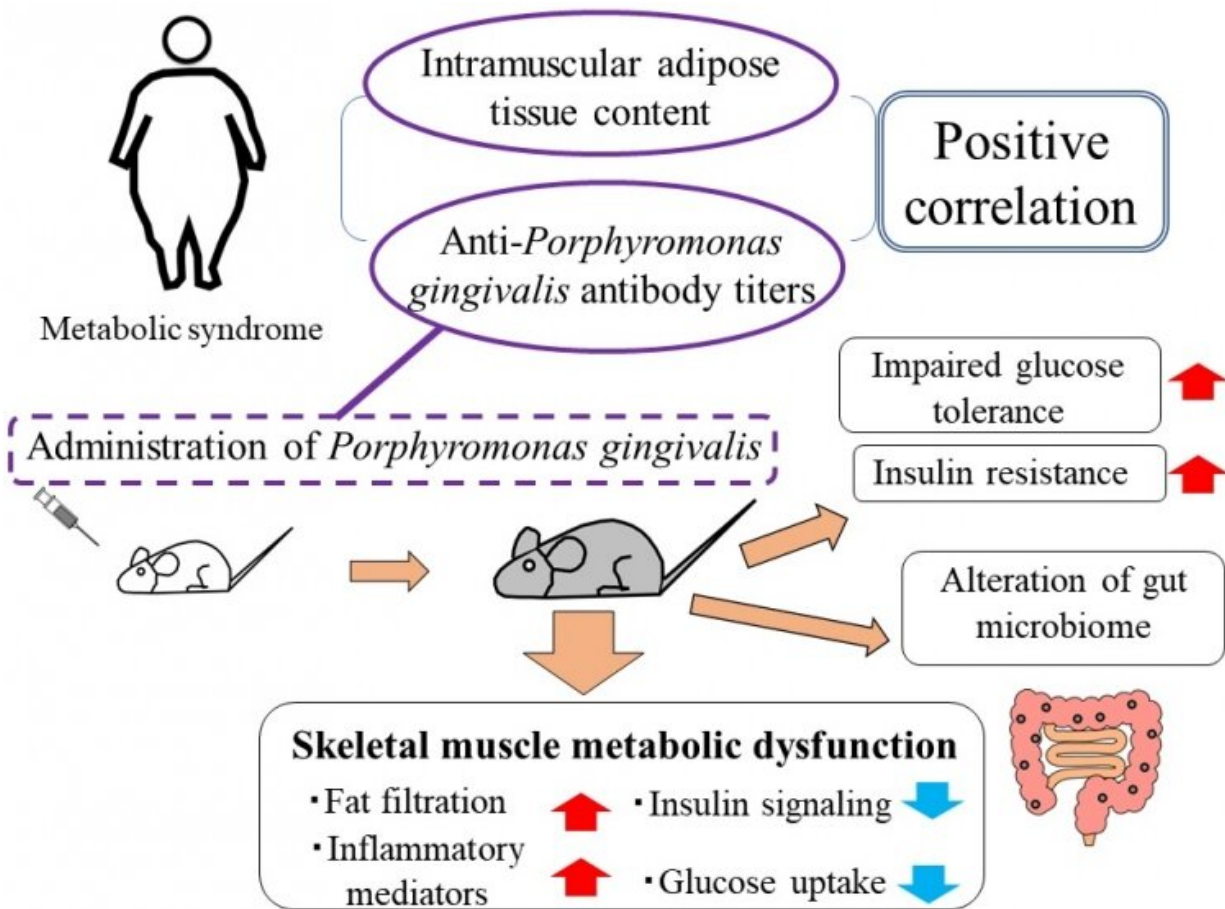 Intramuscular adipose
tissue content
Positive
correlation
Anti-Porphyromonas
gingivalis antibody titers
Metabolic syndrome
Impaired glucose
tolerance
Administration of Porphyromonas gingivalis
Insulin resistance
Alteration of gut
microbiome
Skeletal muscle metabolic dysfunction
・Fat filtration
・Inflammatory
mediators
・Insulin signaling
・Glucose uptake